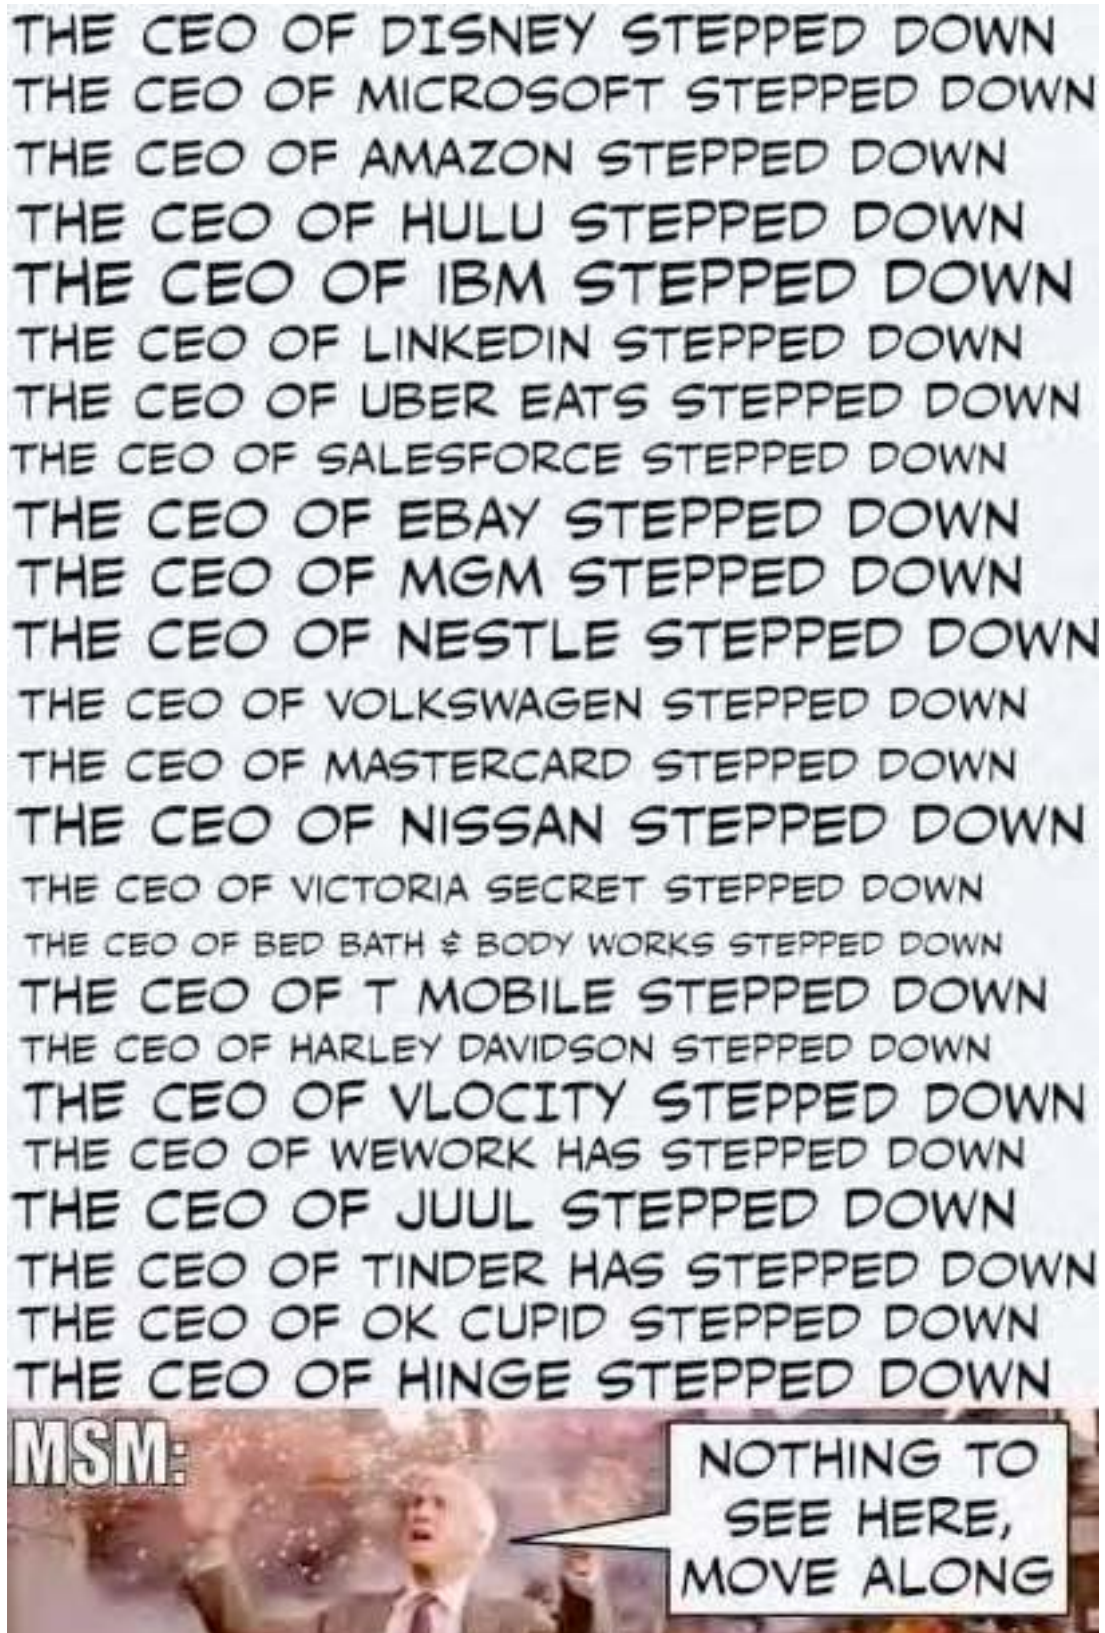 THE CEO OF DISNEY STEPPED DOWN
THE CEO OF MICROSOFT STEPPED DOWN
THE CEO OF AMAZON STEPPED DOWN
THE CEO OF HULU STEPPED DOWN
THE CEO OF IBM STEPPED DOWN
THE CEO OF LINKEDIN STEPPED DOWN
THE CEO OF UBER EATS STEPPED DOWN
THE CEO OF SALESFORCE STEPPED DOWN
THE CEO OF EBAY STEPPED DOWN
THE CEO OF MGM STEPPED DOWN
THE CEO OF NESTLE STEPPED DOWN
THE CEO OF VOLKSWAGEN STEPPED DOWN
THE CEO OF MASTERCARD STEPPED DOWN
THE CEO OF NISSAN STEPPED DOWN
THE CEO OF VICTORIA SECRET STEPPED DOWN
THE CEO OF BED BATH & BODY WORKS STEPPED DOWN
THE CEO OF T MOBILE STEPPED DOWN
THE CEO OF HARLEY DAVIDSON STEPPED DOWN
THE CEO OF VLOCITY STEPPED DOWN
THE CEO OF WEWORK HAS STEPPED DOWN
THE CEO OF JUUL STEPPED DOWN
THE CEO OF TINDER HAS STEPPED DOWN
THE CEO OF OK CUPID STEPPED DOWN
THE CEO OF HINGE STEPPED DOWN
MSM:
NOTHING TO
SEE HERE,
MOVE ALONG